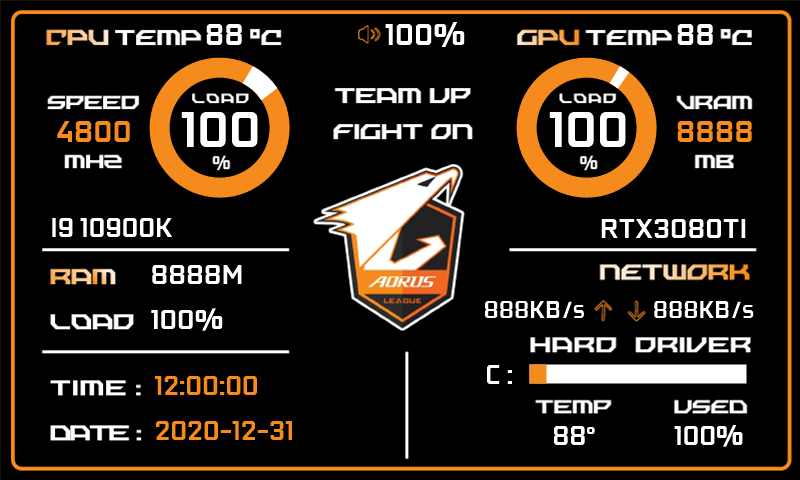 CPU TEMP 88 °C
100%
GPU TEMP 88 °C
SPEED
4800
MHZ
LOAD
100
%
TEAM UP
FIGHT ON
LOAD
100
%
VRAM
8888
MB
I9 10900K
AORUS
LEAGUE
RTX3080TI
RAM 8888M
LOAD 100%
NETWORK
888KB/s 888KB/s
HARD DRIVER
C :
TEMP USED
88° 100%
TIME : 12:00:00
DATE : 2020-12-31